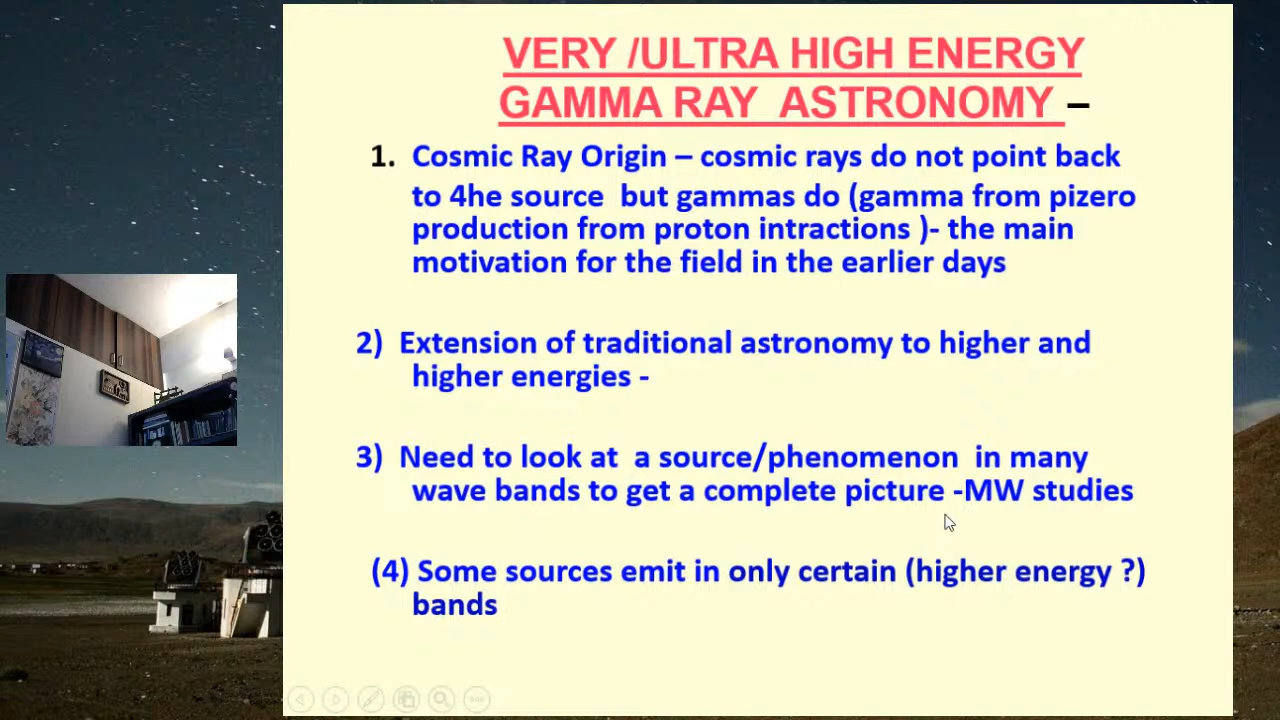 VERY /ULTRA HIGH ENERGY
GAMMA RAY  ASTRONOMY –
1. Cosmic Ray Origin – cosmic rays do not point back
to 4he source  but gammas do (gamma from pizero
production from proton intractions )- the main
motivation for the field in the earlier days
2) Extension of traditional astronomy to higher and
higher energies -
3) Need to look at  a source/phenomenon  in many
wave bands to get a complete picture -MW studies
(4) Some sources emit in only certain (higher energy ?)
bands